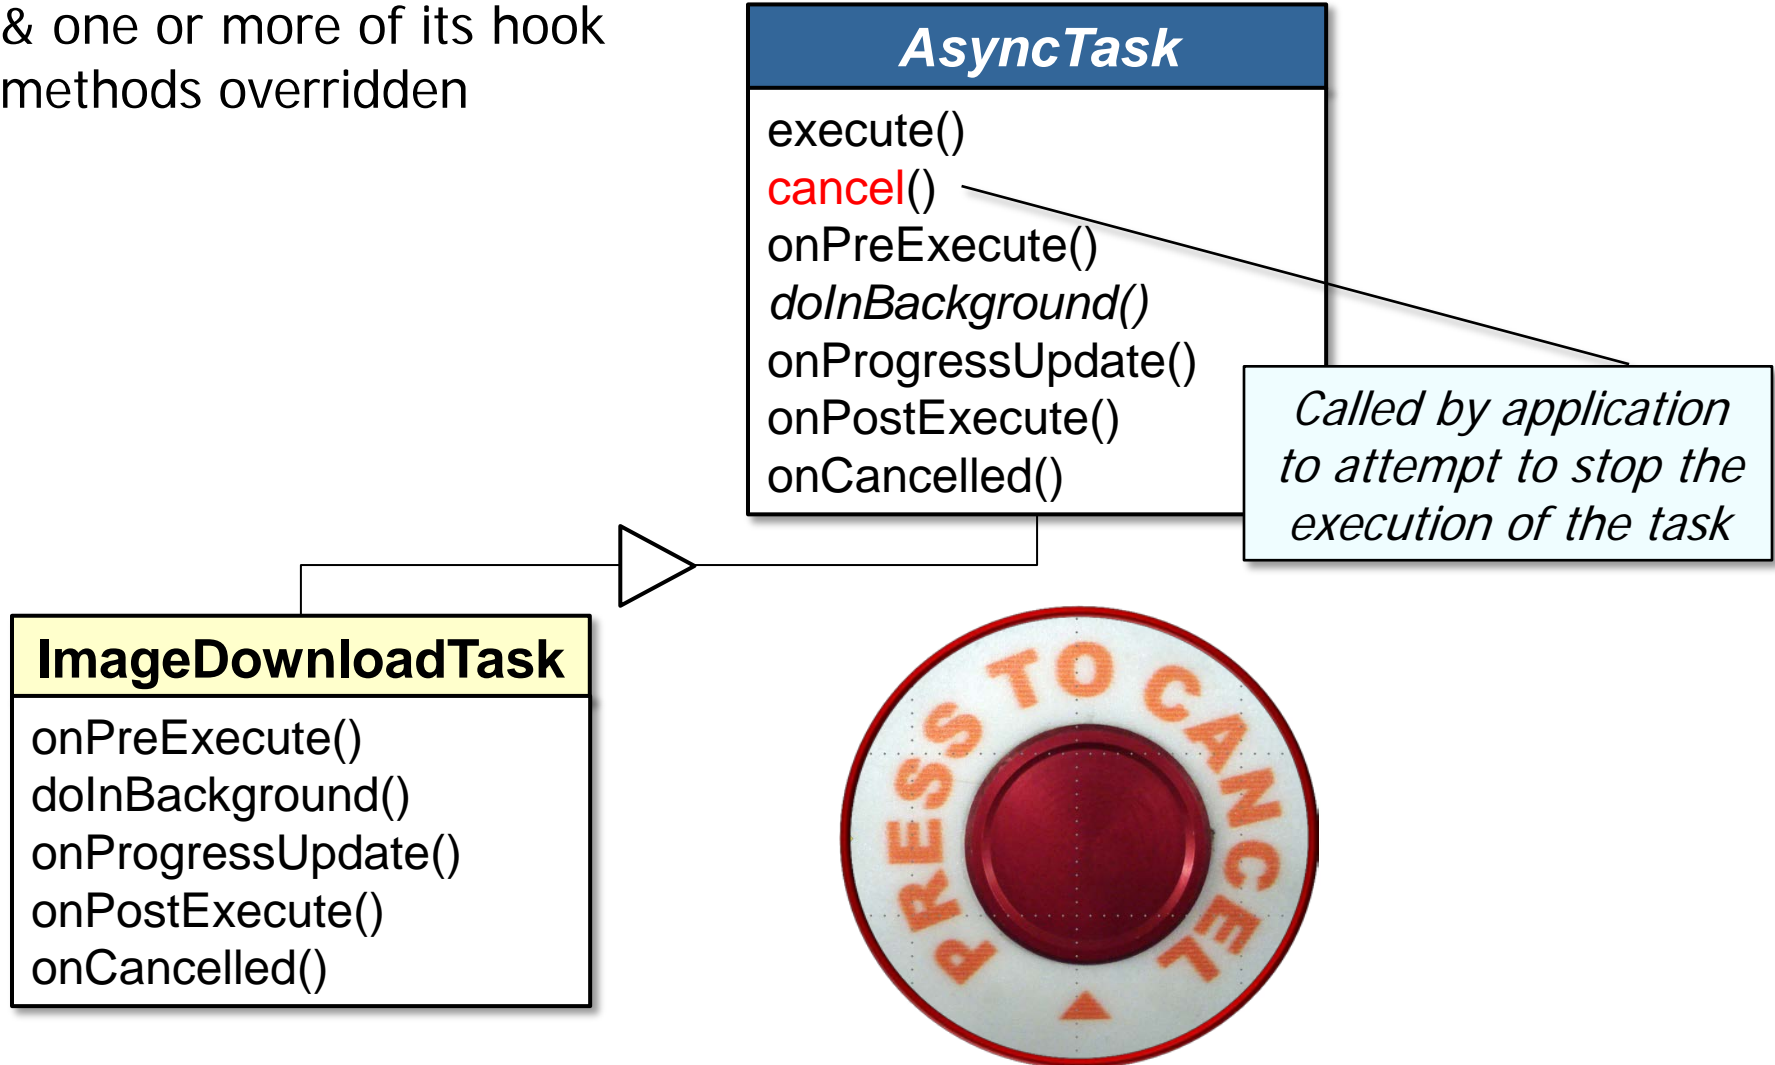 & one or more of its hook
methods overridden
AsyncTask
execute()
cancel()
onPreExecute()
doInBackground()
onProgressUpdate()
onPostExecute()
onCancelled()
Called by application
to attempt to stop the
execution of the task
ImageDownloadTask
onPreExecute()
doInBackground()
onProgressUpdate()
onPostExecute()
onCancelled()
PRESS TO CANCEL